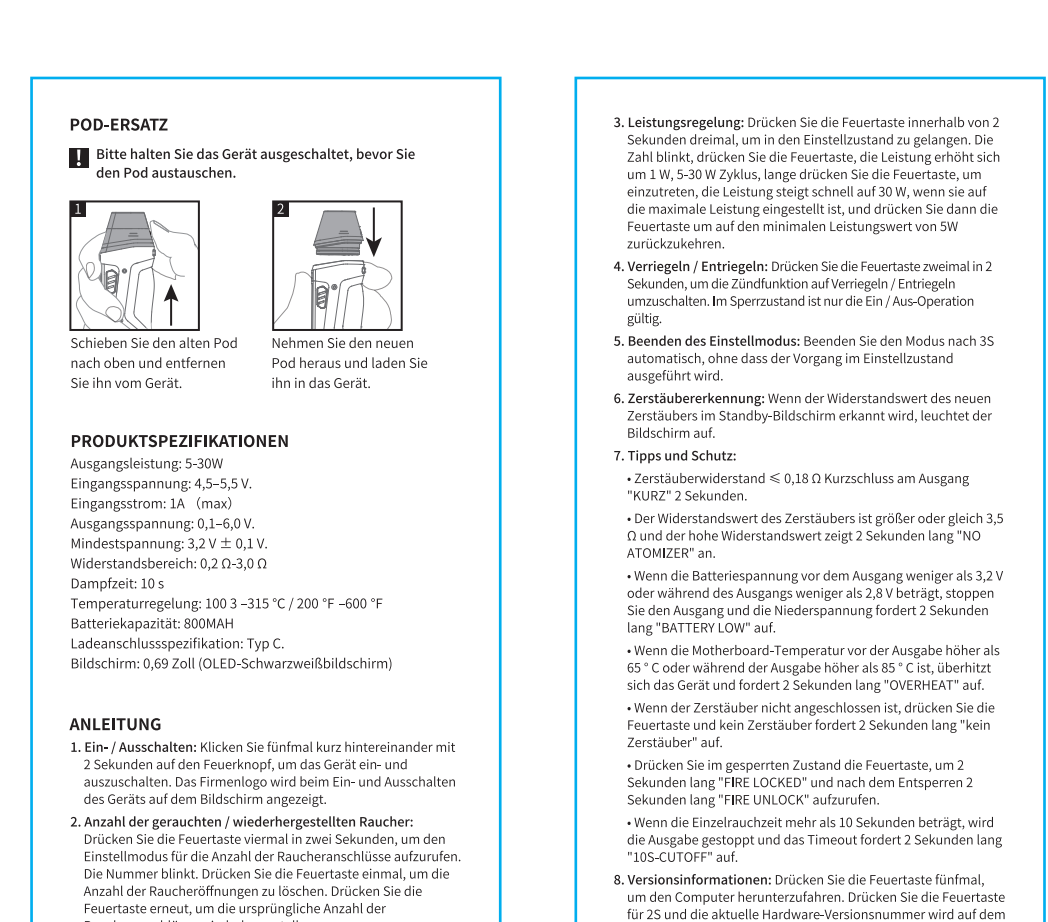 POD-ERSATZ
! Bitte halten Sie das Gerät ausgeschaltet, bevor Sie
den Pod austauschen.
1
Schieben Sie den alten Pod
nach oben und entfernen
Sie ihn vom Gerät.
2
Nehmen Sie den neuen
Pod heraus und laden Sie
ihn in das Gerät.
PRODUKTSPEZIFIKATIONEN
Ausgangsleistung: 5-30W
Eingangsspannung: 4,5–5,5 V.
Eingangsstrom: 1A （max）
Ausgangsspannung: 0,1–6,0 V.
Mindestspannung: 3,2 V ± 0,1 V.
Widerstandsbereich: 0,2 Ω-3,0 Ω
Dampfzeit: 10 s
Temperaturregelung: 100 3 –315 °C / 200 °F –600 °F
Batteriekapazität: 800MAH
Ladeanschlussspezifikation: Typ C.
Bildschirm: 0,69 Zoll (OLED-Schwarzweißbildschirm)
ANLEITUNG
1. Ein- / Ausschalten: Klicken Sie fünfmal kurz hintereinander mit
2 Sekunden auf den Feuerknopf, um das Gerät ein- und
auszuschalten. Das Firmenlogo wird beim Ein- und Ausschalten
des Geräts auf dem Bildschirm angezeigt.
2. Anzahl der gerauchten / wiederhergestellten Raucher:
Drücken Sie die Feuertaste viermal in zwei Sekunden, um den
Einstellmodus für die Anzahl der Raucheranschlüsse aufzurufen.
Die Nummer blinkt. Drücken Sie die Feuertaste einmal, um die
Anzahl der Raucheröffnungen zu löschen. Drücken Sie die
Feuertaste erneut, um die ursprüngliche Anzahl der
3. Leistungsregelung: Drücken Sie die Feuertaste innerhalb von 2
Sekunden dreimal, um in den Einstellzustand zu gelangen. Die
Zahl blinkt, drücken Sie die Feuertaste, die Leistung erhöht sich
um 1 W, 5-30 W Zyklus, lange drücken Sie die Feuertaste, um
einzutreten, die Leistung steigt schnell auf 30 W, wenn sie auf
die maximale Leistung eingestellt ist, und drücken Sie dann die
Feuertaste um auf den minimalen Leistungswert von 5W
zurückzukehren.
4. Verriegeln / Entriegeln: Drücken Sie die Feuertaste zweimal in 2
Sekunden, um die Zündfunktion auf Verriegeln / Entriegeln
umzuschalten. Im Sperrzustand ist nur die Ein / Aus-Operation
gültig.
5. Beenden des Einstellmodus: Beenden Sie den Modus nach 3S
automatisch, ohne dass der Vorgang im Einstellzustand
ausgeführt wird.
6. Zerstäubererkennung: Wenn der Widerstandswert des neuen
Zerstäubers im Standby-Bildschirm erkannt wird, leuchtet der
Bildschirm auf.
7. Tipps und Schutz:
• Zerstäuberwiderstand ≤ 0,18 Ω Kurzschluss am Ausgang
"KURZ" 2 Sekunden.
• Der Widerstandswert des Zerstäubers ist größer oder gleich 3,5
Ω und der hohe Widerstandswert zeigt 2 Sekunden lang "NO
ATOMIZER" an.
• Wenn die Batteriespannung vor dem Ausgang weniger als 3,2 V
oder während des Ausgangs weniger als 2,8 V beträgt, stoppen
Sie den Ausgang und die Niederspannung fordert 2 Sekunden
lang "BATTERY LOW" auf.
• Wenn die Motherboard-Temperatur vor der Ausgabe höher als
65 ° C oder während der Ausgabe höher als 85 ° C ist, überhitzt
sich das Gerät und fordert 2 Sekunden lang "OVERHEAT" auf.
• Wenn der Zerstäuber nicht angeschlossen ist, drücken Sie die
Feuertaste und kein Zerstäuber fordert 2 Sekunden lang "kein
Zerstäuber" auf.
• Drücken Sie im gesperrten Zustand die Feuertaste, um 2
Sekunden lang "FIRE LOCKED" und nach dem Entsperren 2
Sekunden lang "FIRE UNLOCK" aufzurufen.
• Wenn die Einzelrauchzeit mehr als 10 Sekunden beträgt, wird
die Ausgabe gestoppt und das Timeout fordert 2 Sekunden lang
"10S-CUTOFF" auf.
8. Versionsinformationen: Drücken Sie die Feuertaste fünfmal,
um den Computer herunterzufahren. Drücken Sie die Feuertaste
für 2S und die aktuelle Hardware-Versionsnummer wird auf dem